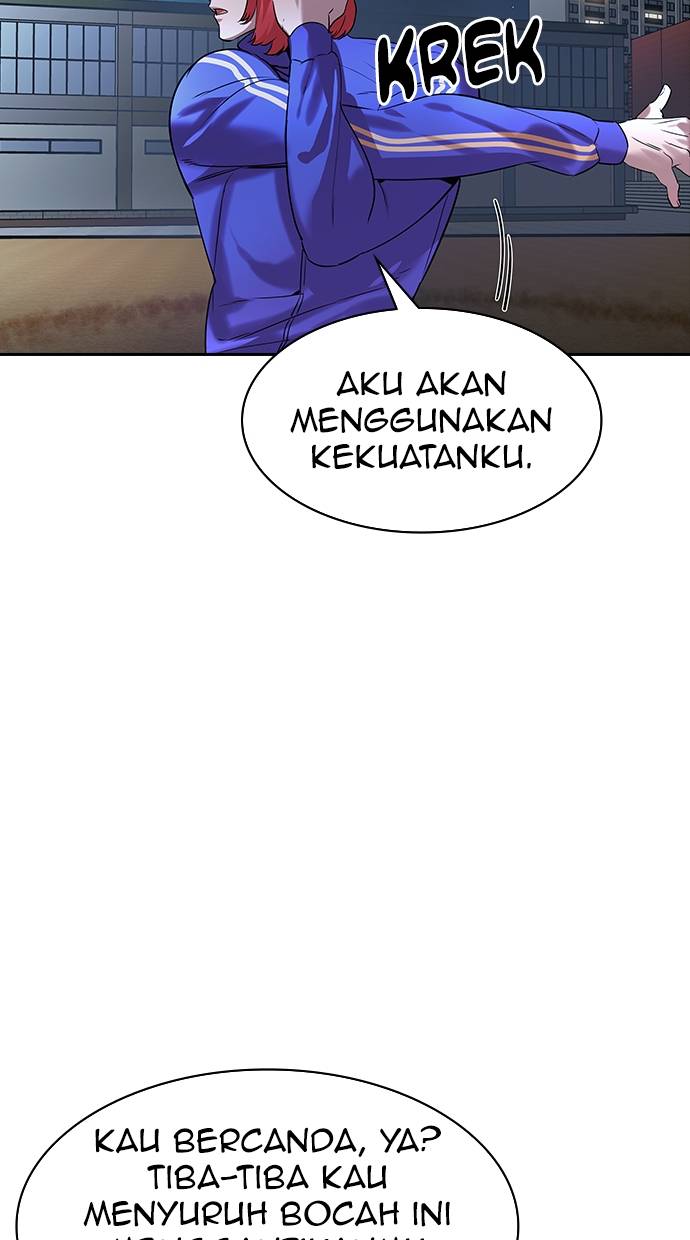 KREK
AKU AKAN
MENGGUNAKAN
KEKUATANKU.
KAU BERCANDA, YA?
TIBA-TIBA KAU
MENYURUH BOCAH INI